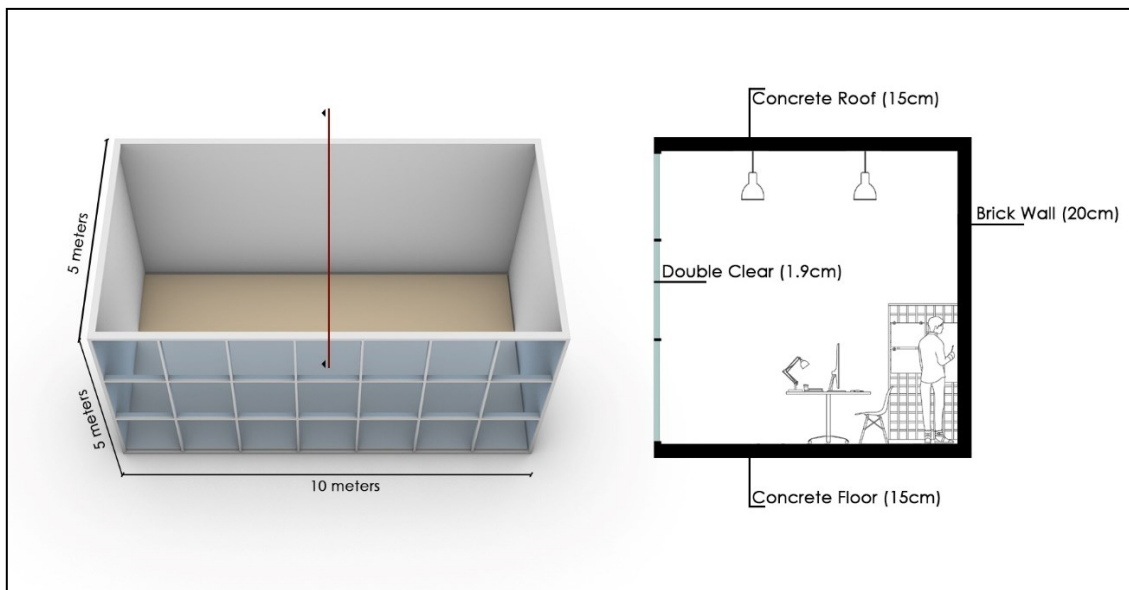 5 meters
5 meters
10 meters
Concrete Roof (15cm)
Brick Wall (20cm)
Double Clear (1.9cm)
Concrete Floor (15cm)